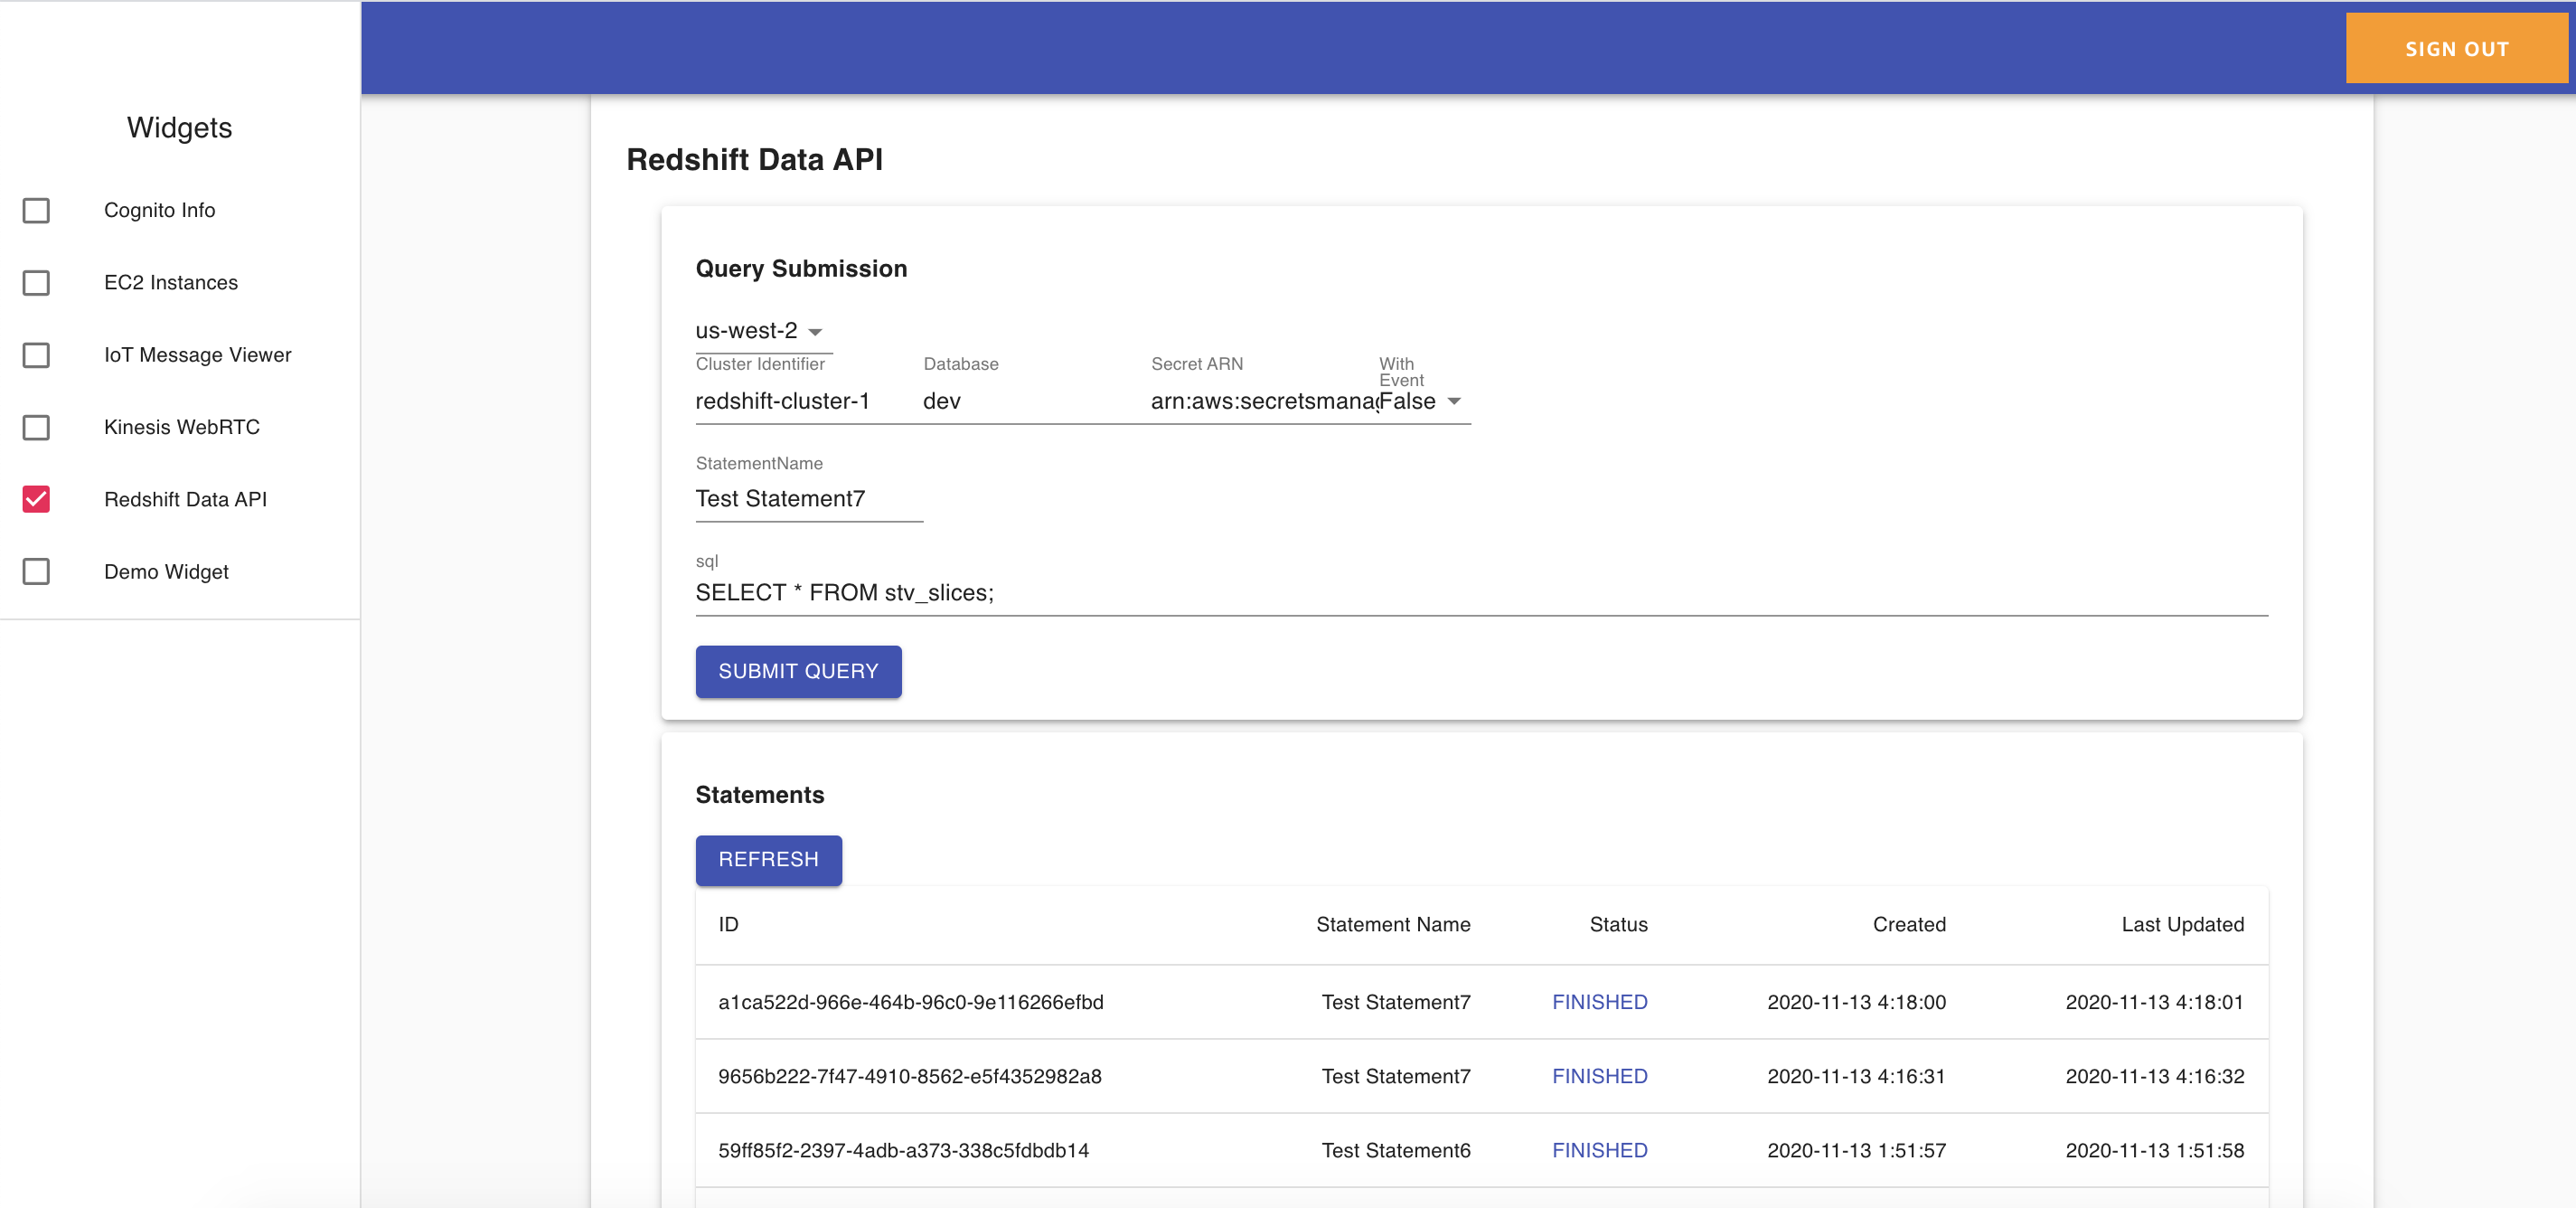 SIGN OUT
Widgets
Cognito Info
EC2 Instances
IoT Message Viewer
Kinesis WebRTC
Redshift Data API
Demo Widget
Redshift Data API
Query Submission
us-west-2
Cluster Identifier Database Secret ARN With Event
redshift-cluster-1 dev arn:aws:secretsmana False
StatementName
Test Statement7
sql
SELECT * FROM stv_slices;
SUBMIT QUERY
Statements
REFRESH
ID Statement Name Status Created Last Updated
a1ca522d-966e-464b-96c0-9e116266efbd Test Statement7 FINISHED 2020-11-13 4:18:00 2020-11-13 4:18:01
9656b222-7f47-4910-8562-e5f4352982a8 Test Statement7 FINISHED 2020-11-13 4:16:31 2020-11-13 4:16:32
59ff85f2-2397-4adb-a373-338c5fdbdb14 Test Statement6 FINISHED 2020-11-13 1:51:57 2020-11-13 1:51:58